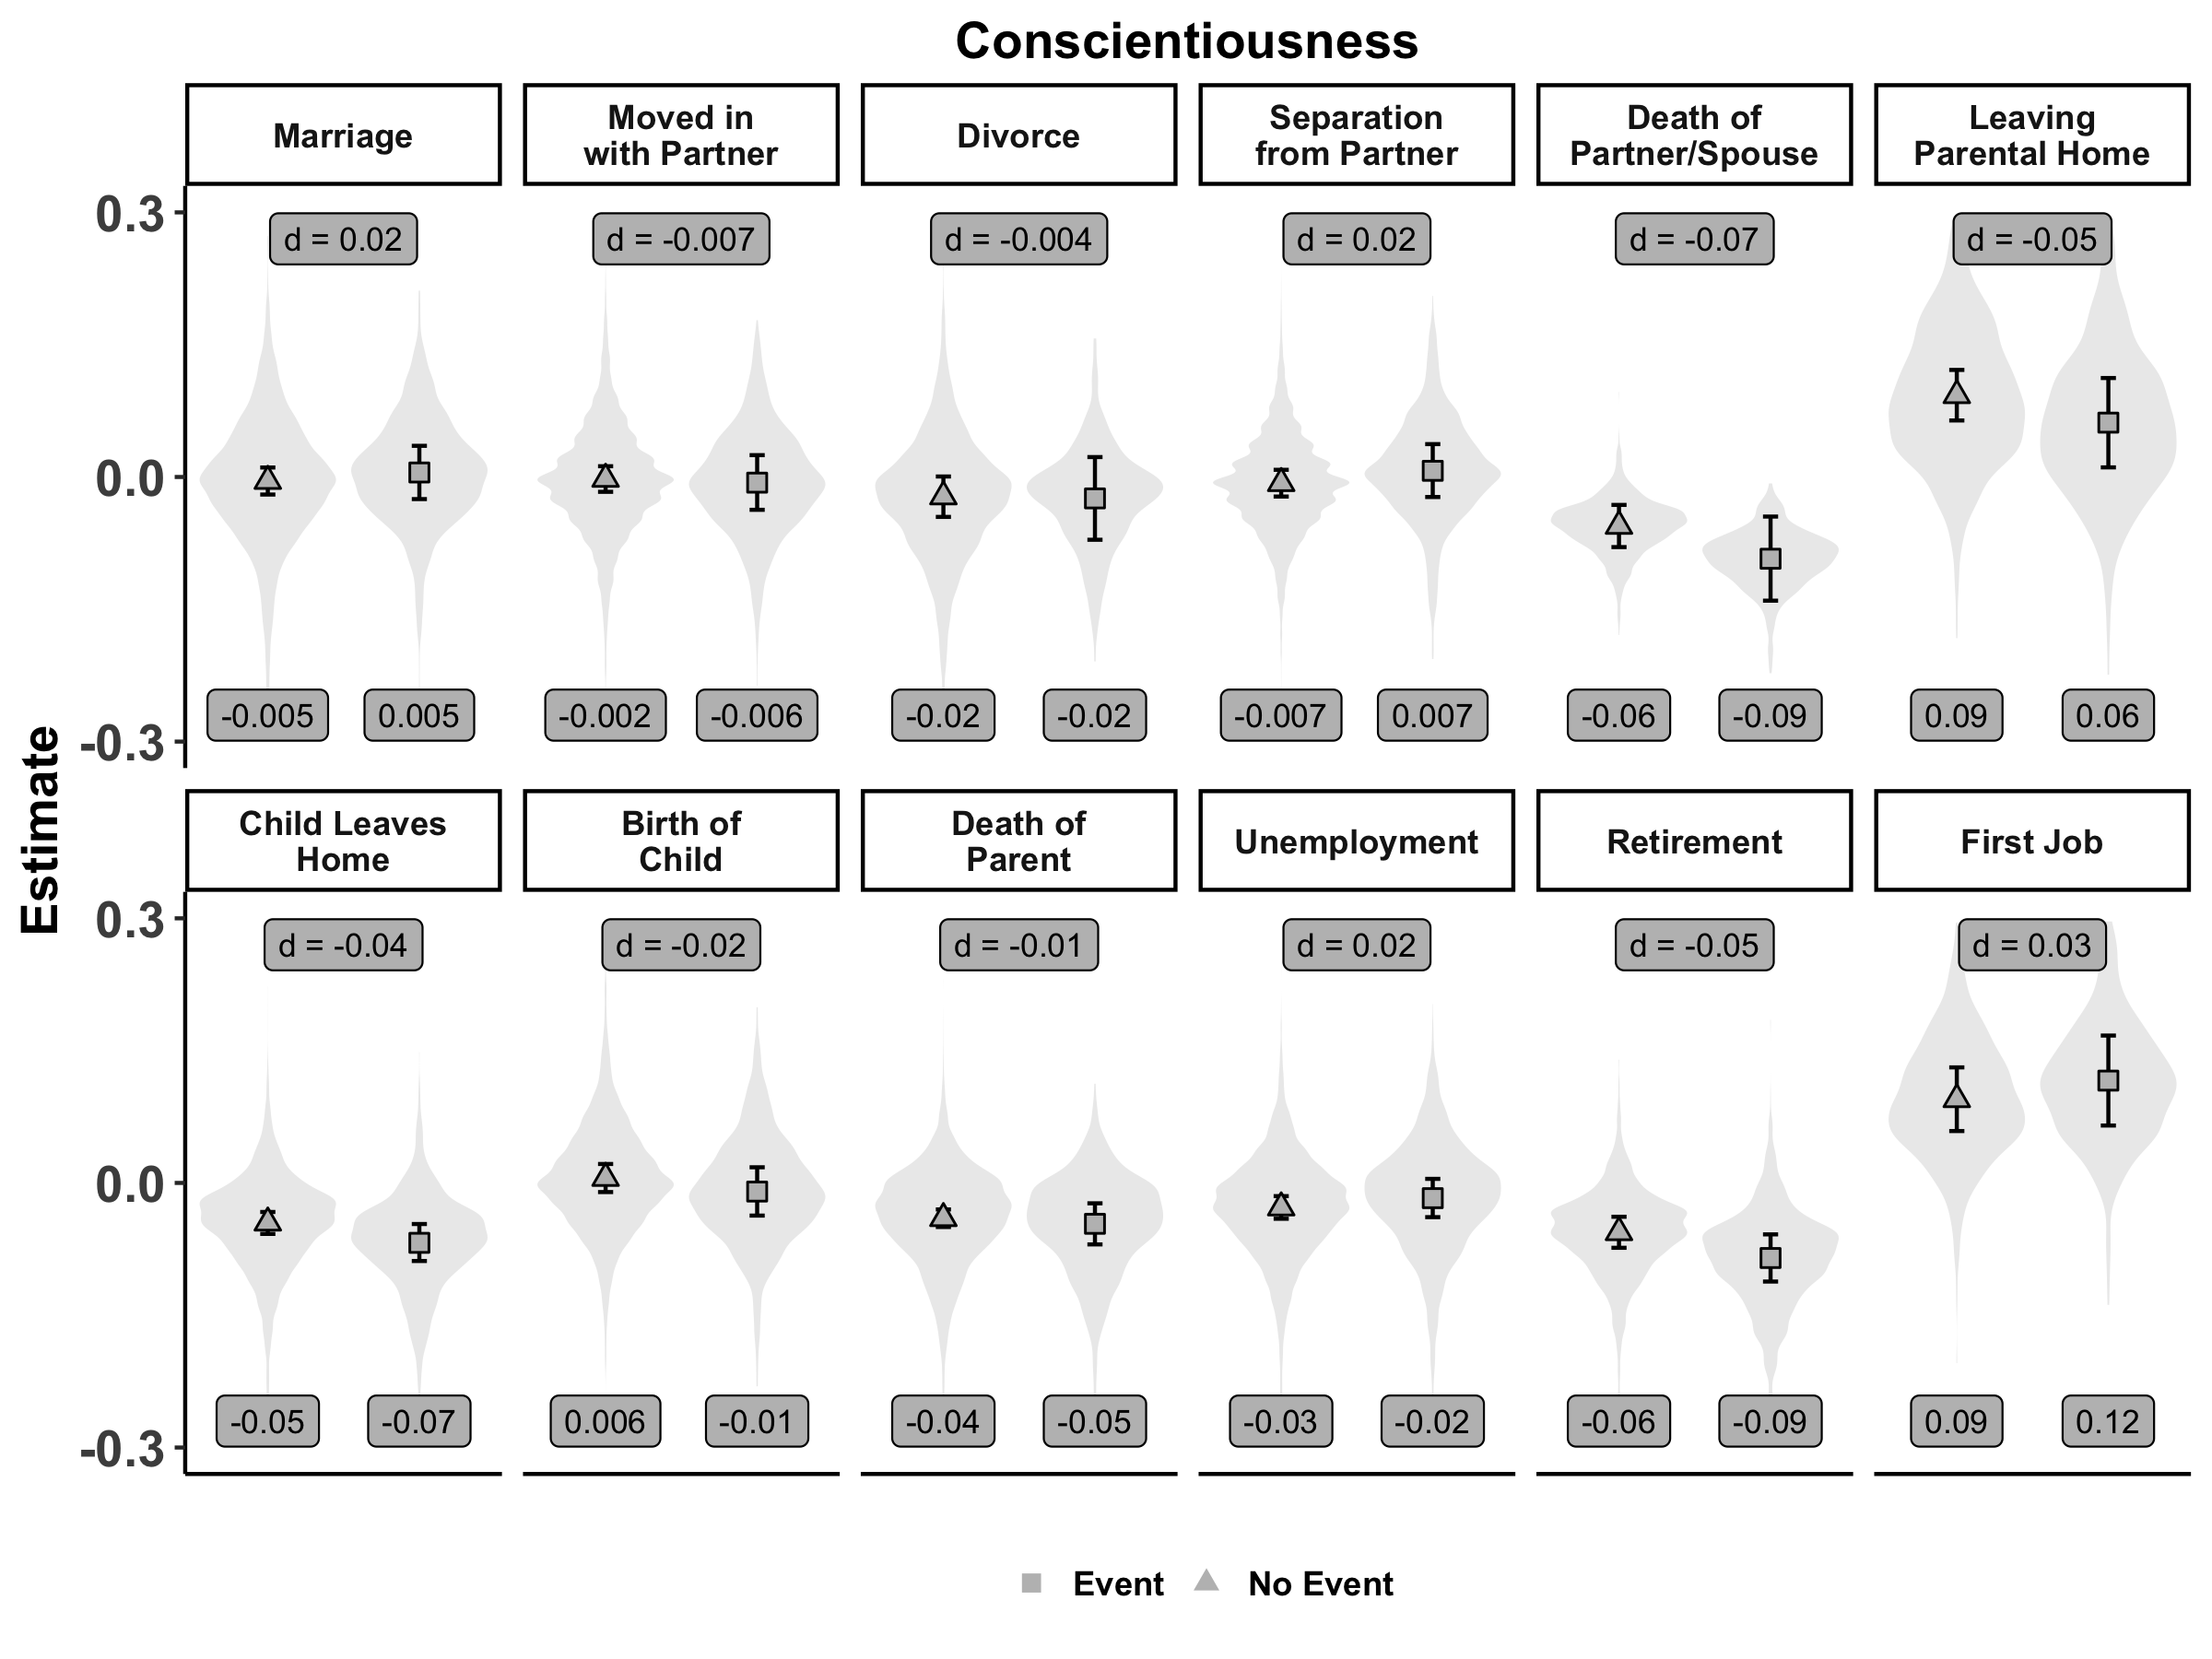 Conscientiousness
Marriage
Moved in
with Partner
Divorce
Separation
from Partner
Death of
Partner/Spouse
Leaving
Parental Home
0.3
0.0
-0.3
d = 0.02
d = -0.007
d = -0.004
d = 0.02
d = -0.07
d = -0.05
-0.005
0.005
-0.002
-0.006
-0.02
-0.02
-0.007
0.007
-0.06
-0.09
0.09
0.06
Estimate
Child Leaves
Home
Birth of
Child
Death of
Parent
Unemployment
Retirement
First Job
0.3
0.0
-0.3
d = -0.04
d = -0.02
d = -0.01
d = 0.02
d = -0.05
d = 0.03
-0.05
-0.07
0.006
-0.01
-0.04
-0.05
-0.03
-0.02
-0.06
-0.09
0.09
0.12
Event
No Event